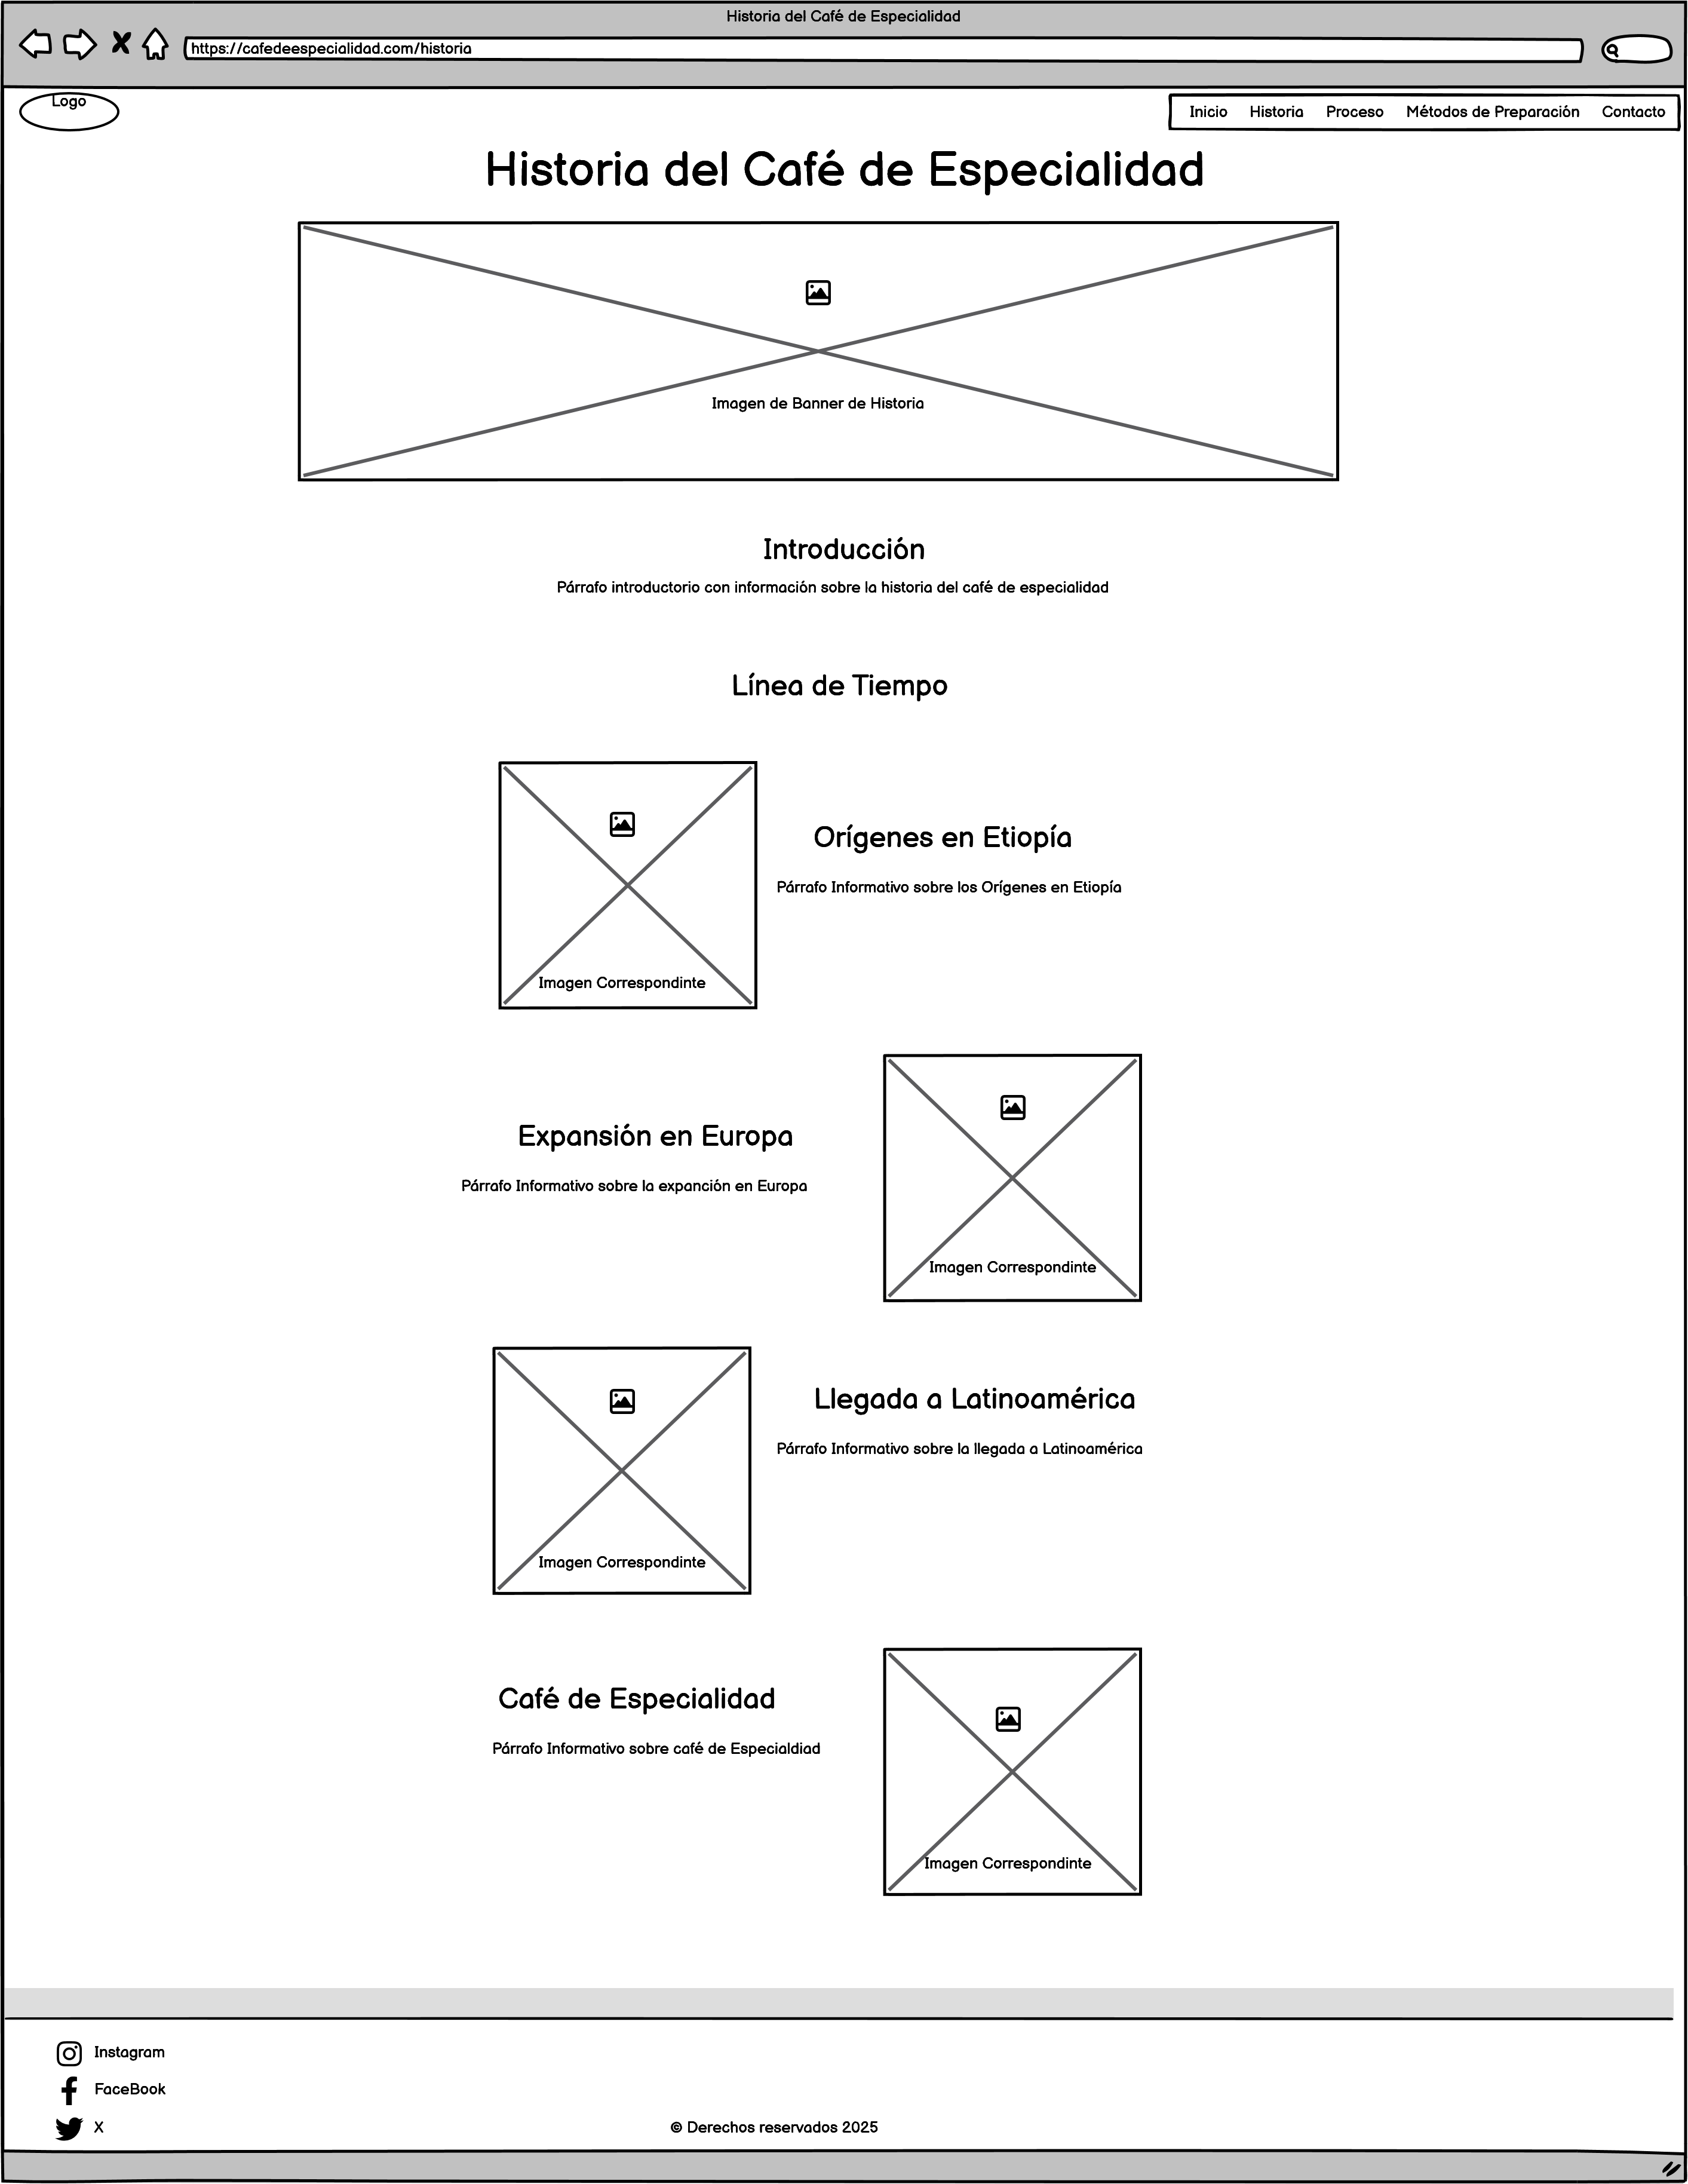 Historia del Café de Especialidad
https://cafedeespecialidad.com/historia
Logo
Inicio Historia Proceso Métodos de Preparación Contacto
Historia del Café de Especialidad
Imagen de Banner de Historia
Introducción
Párrafo introductorio con información sobre la historia del café de especialidad
Línea de Tiempo
Orígenes en Etiopía
Párrafo Informativo sobre los Orígenes en Etiopía
Imagen Correspondinte
Expansión en Europa
Párrafo Informativo sobre la expanción en Europa
Imagen Correspondinte
Llegada a Latinoamérica
Párrafo Informativo sobre la llegada a Latinoamérica
Imagen Correspondinte
Café de Especialidad
Párrafo Informativo sobre café de Especialdiad
Imagen Correspondinte
Instagram
FaceBook
X
© Derechos reservados 2025